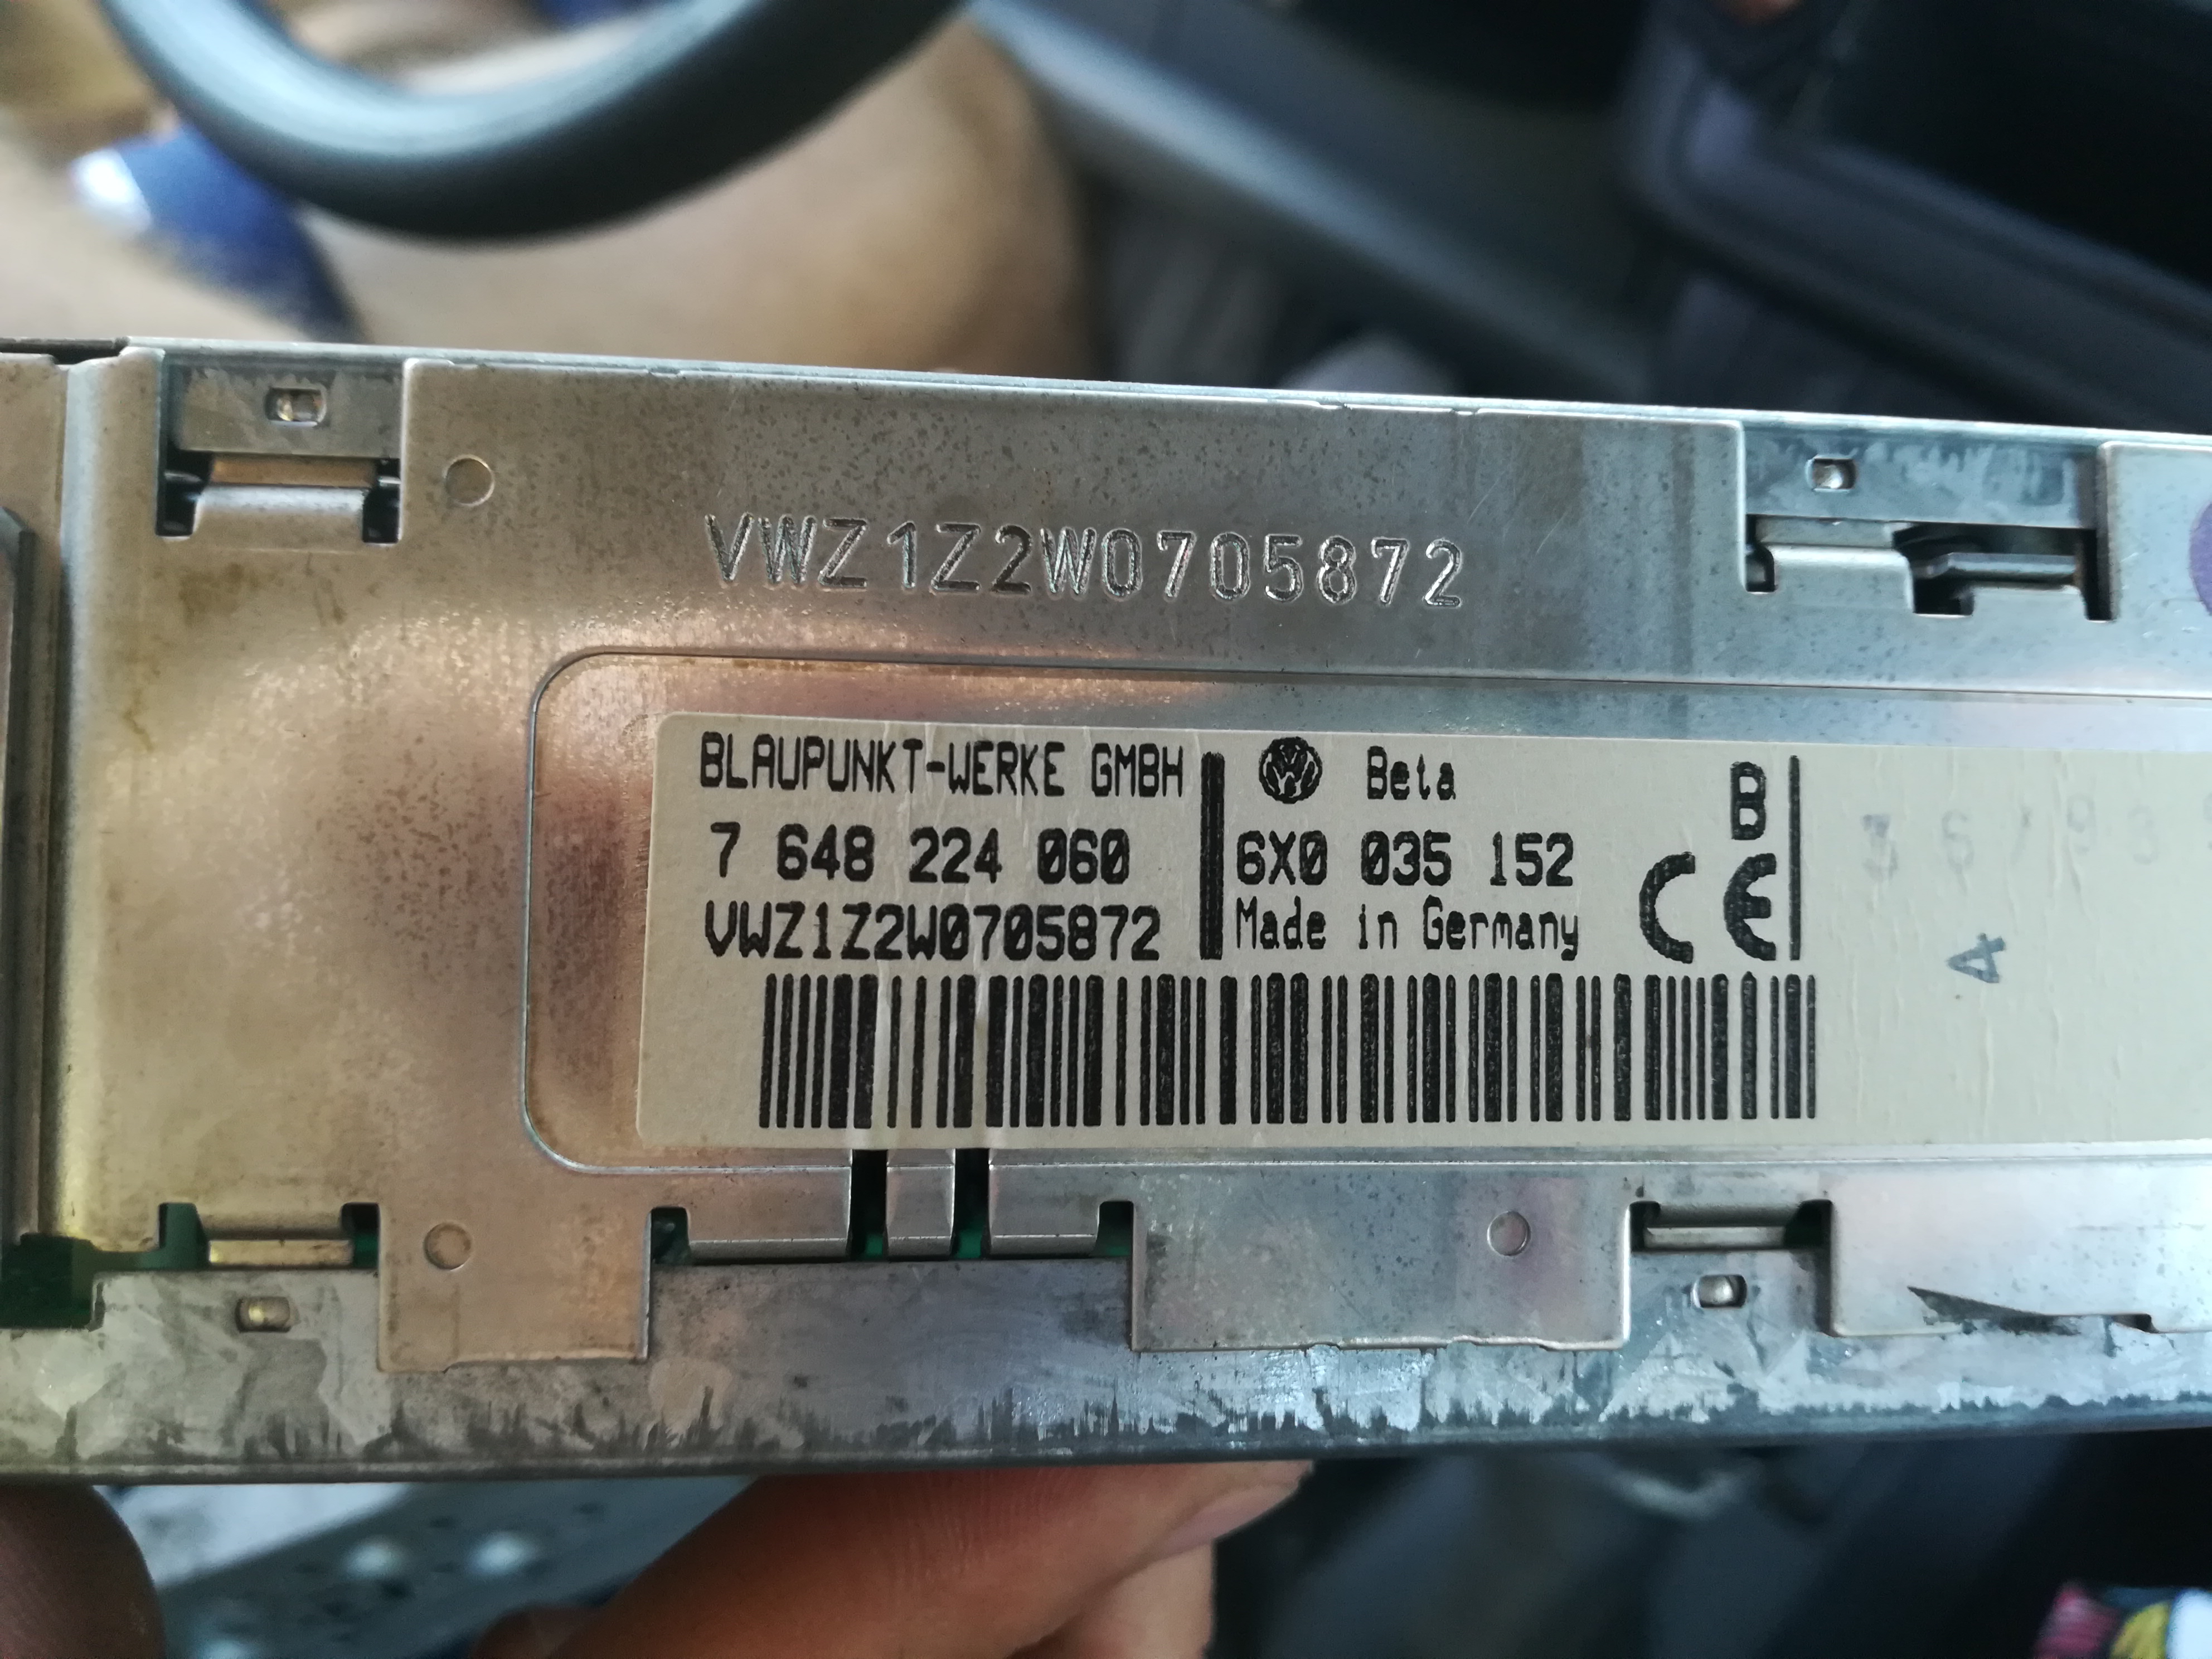 VWZ1Z2W0705872
BLAUPUNKT-WERKE GMBH
7 648 224 060
VWZ1Z2W0705872
Beta
6X0 035 152
Made in Germany
B
CE
A